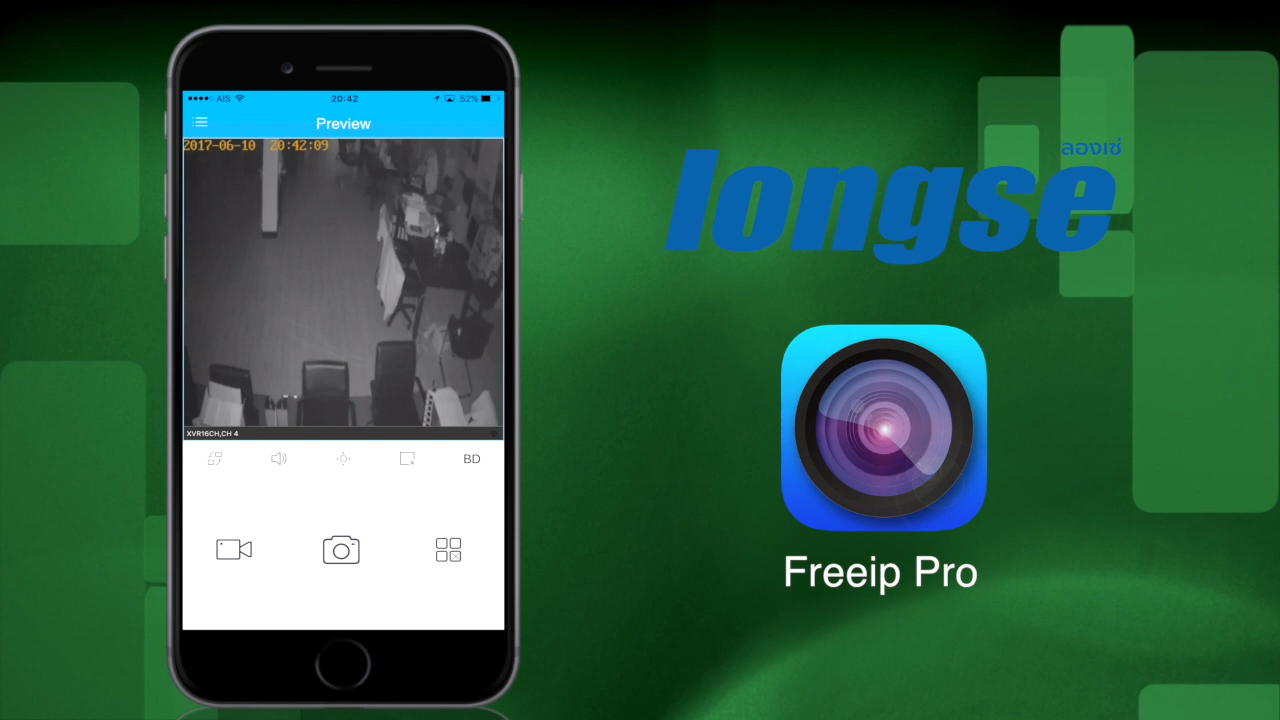 AIS 20:42 52%
Preview
2017-06-10 20:42:09
XVR16CH,CH 4
BD
ลองเซ่
longse
Freeip Pro